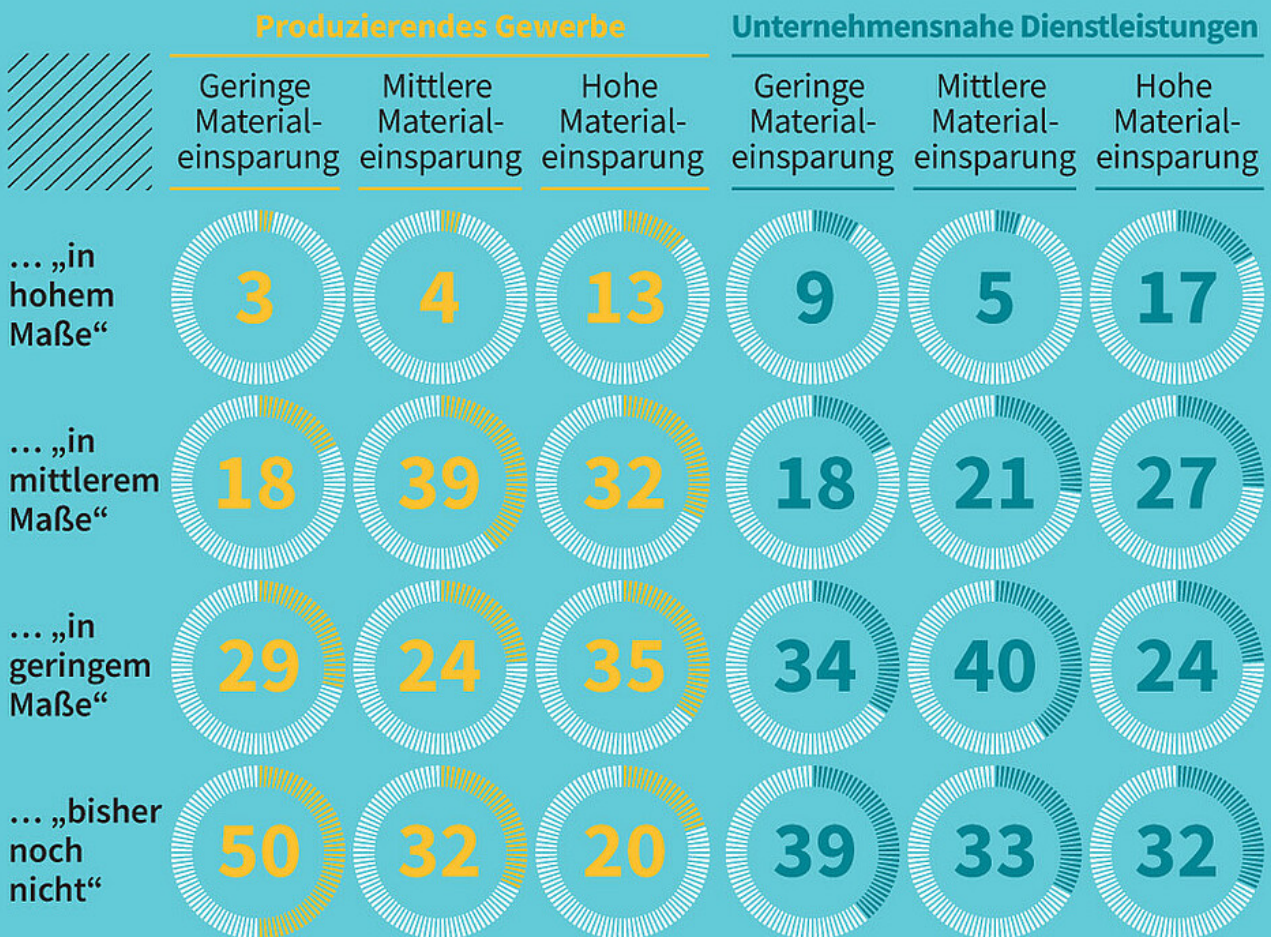 Produzierendes Gewerbe
Unternehmensnahe Dienstleistungen
Geringe
Material-
einsparung
Mittlere
Material-
einsparung
Hohe
Material-
einsparung
Geringe
Material-
einsparung
Mittlere
Material-
einsparung
Hohe
Material-
einsparung
... „in
hohem
Maße“
3
4
13
9
5
17
... „in
mittlerem
Maße“
18
39
32
18
21
27
... „in
geringem
Maße“
29
24
35
34
40
24
... „bisher
noch
nicht“
50
32
20
39
33
32